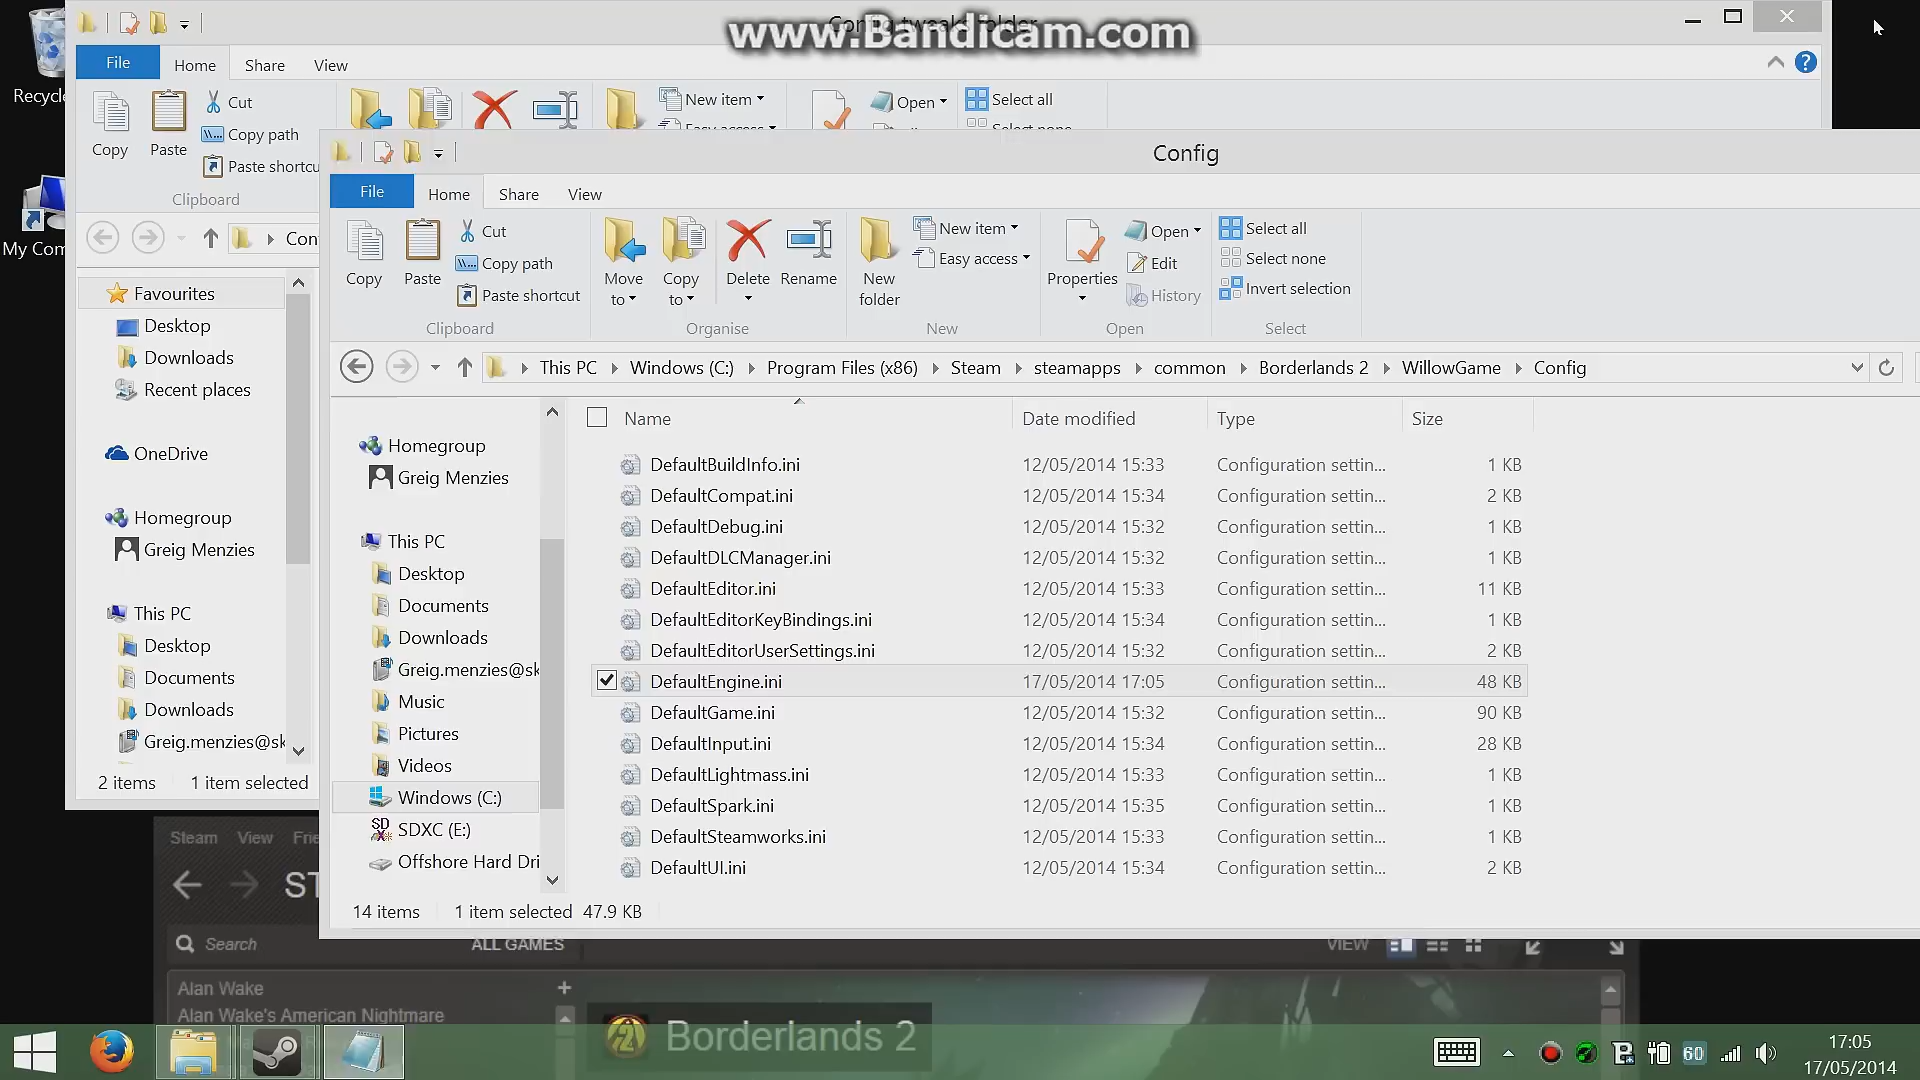 Config tweaks folder
www.Bandicam.com
File
Home
Share
View
Copy
Paste
Cut
Copy path
Paste shortcu
Clipboard
New item
Easy access
Open
Select all
Select none
Recycle
My Com
Con
Favourites
Desktop
Downloads
Recent places
OneDrive
Homegroup
Greig Menzies
This PC
Desktop
Documents
Downloads
Greig.menzies@sk
2 items
1 item selected
Config
File
Home
Share
View
Copy
Paste
Cut
Copy path
Paste shortcut
Clipboard
Move to
Copy to
Delete
Rename
Organise
New folder
New item
Easy access
New
Properties
Open
Edit
History
Open
Select all
Select none
Invert selection
Select
This PC
Windows (C:)
Program Files (x86)
Steam
steamapps
common
Borderlands 2
WillowGame
Config
Homegroup
Greig Menzies
This PC
Desktop
Documents
Downloads
Greig.menzies@sk
Music
Pictures
Videos
Windows (C:)
SDXC (E:)
Offshore Hard Dri
Name Date modified Type Size
DefaultBuildInfo.ini 12/05/2014 15:33 Configuration settin... 1 KB
DefaultCompat.ini 12/05/2014 15:34 Configuration settin... 2 KB
DefaultDebug.ini 12/05/2014 15:32 Configuration settin... 1 KB
DefaultDLCManager.ini 12/05/2014 15:32 Configuration settin... 1 KB
DefaultEditor.ini 12/05/2014 15:33 Configuration settin... 11 KB
DefaultEditorKeyBindings.ini 12/05/2014 15:34 Configuration settin... 1 KB
DefaultEditorUserSettings.ini 12/05/2014 15:32 Configuration settin... 2 KB
DefaultEngine.ini 17/05/2014 17:05 Configuration settin... 48 KB
DefaultGame.ini 12/05/2014 15:32 Configuration settin... 90 KB
DefaultInput.ini 12/05/2014 15:34 Configuration settin... 28 KB
DefaultLightmass.ini 12/05/2014 15:33 Configuration settin... 1 KB
DefaultSpark.ini 12/05/2014 15:35 Configuration settin... 1 KB
DefaultSteamworks.ini 12/05/2014 15:33 Configuration settin... 1 KB
DefaultUI.ini 12/05/2014 15:34 Configuration settin... 2 KB
14 items
1 item selected 47.9 KB
Steam
View
Frie
ST
Search
ALL GAMES
VIEW
Alan Wake
Alan Wake's American Nightmare
Borderlands 2
60
17:05
17/05/2014